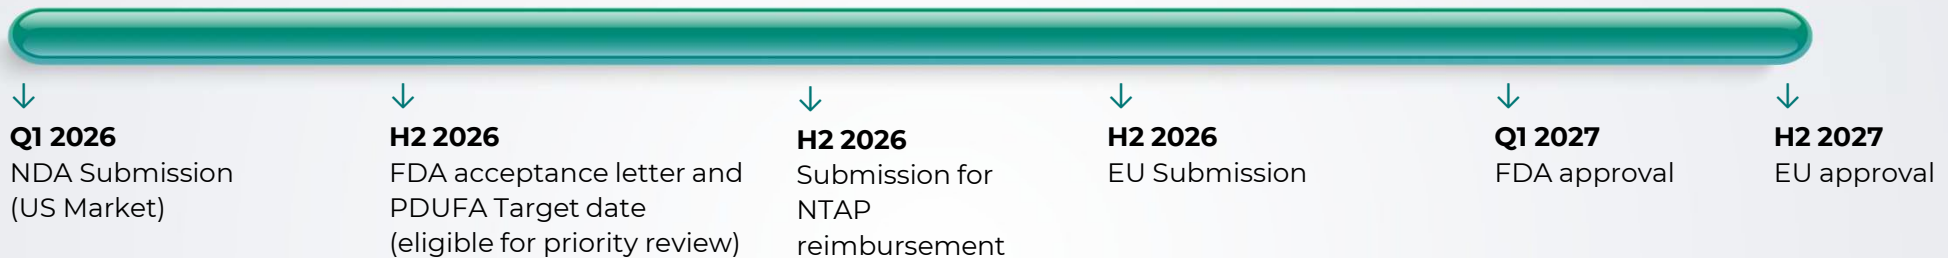 Q1 2026
NDA Submission
(US Market)
H2 2026
FDA acceptance letter and
PDUFA Target date
(eligible for priority review)
H2 2026
Submission for
NTAP
reimbursement
H2 2026
EU Submission
Q1 2027
FDA approval
H2 2027
EU approval